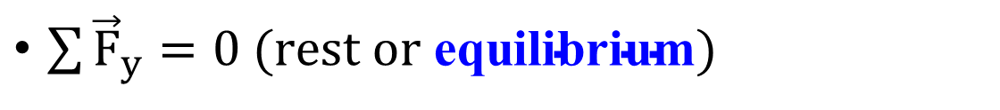 • ∑ F⃗y = 0 (rest or equilibrium)